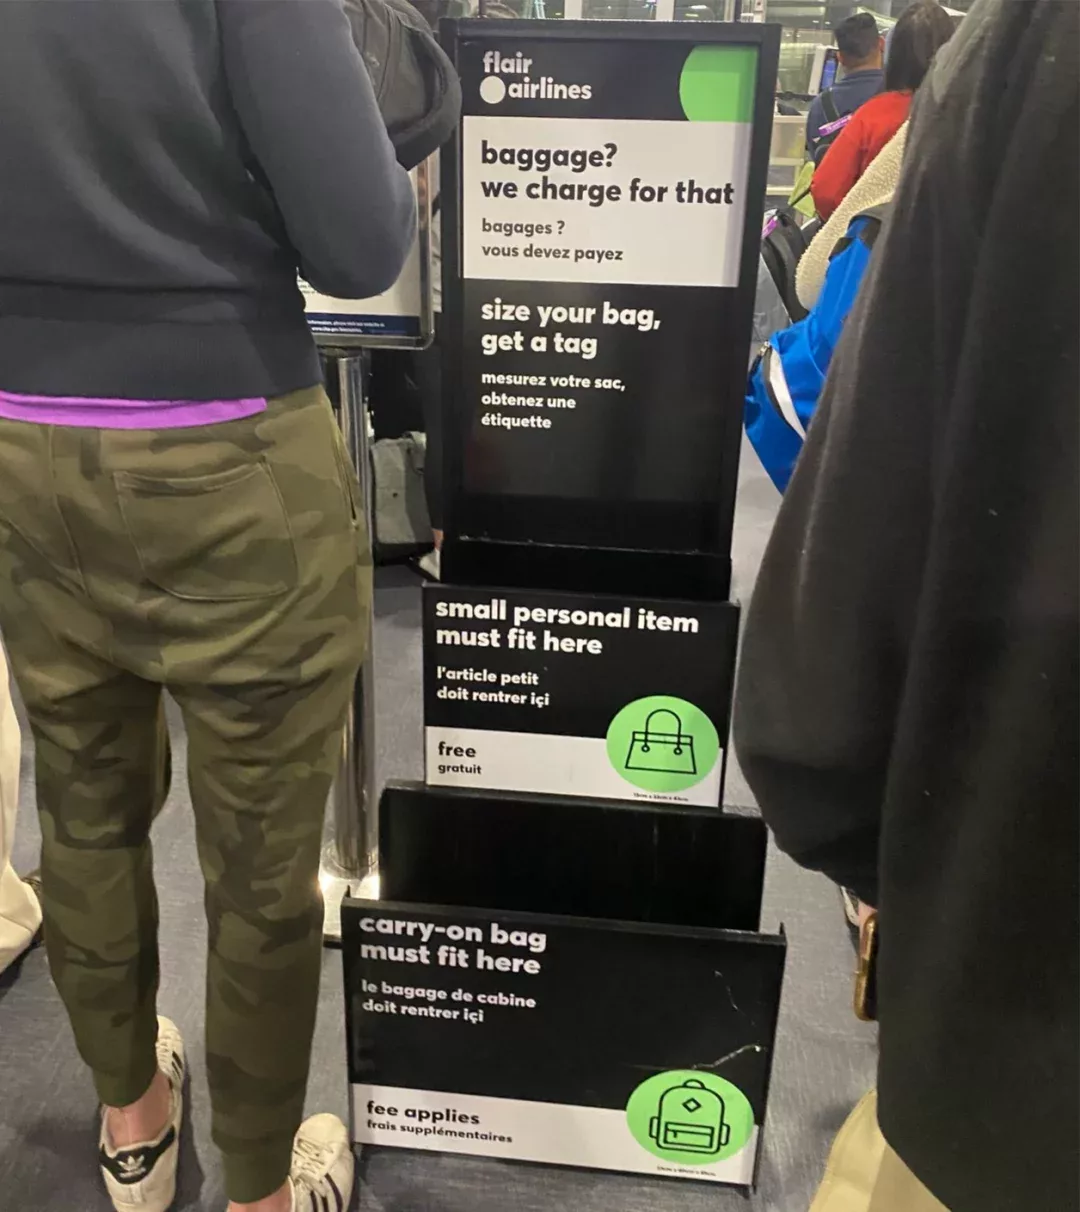 flair
airlines
baggage?
we charge for that
bagages ?
vous devez payez
size your bag,
get a tag
mesurez votre sac,
obtenez une
étiquette
small personal item
must fit here
l'article petit
doit rentrer içi
free
gratuit
carry-on bag
must fit here
le bagage de cabine
doit rentrer içi
fee applies
frais supplémentaires